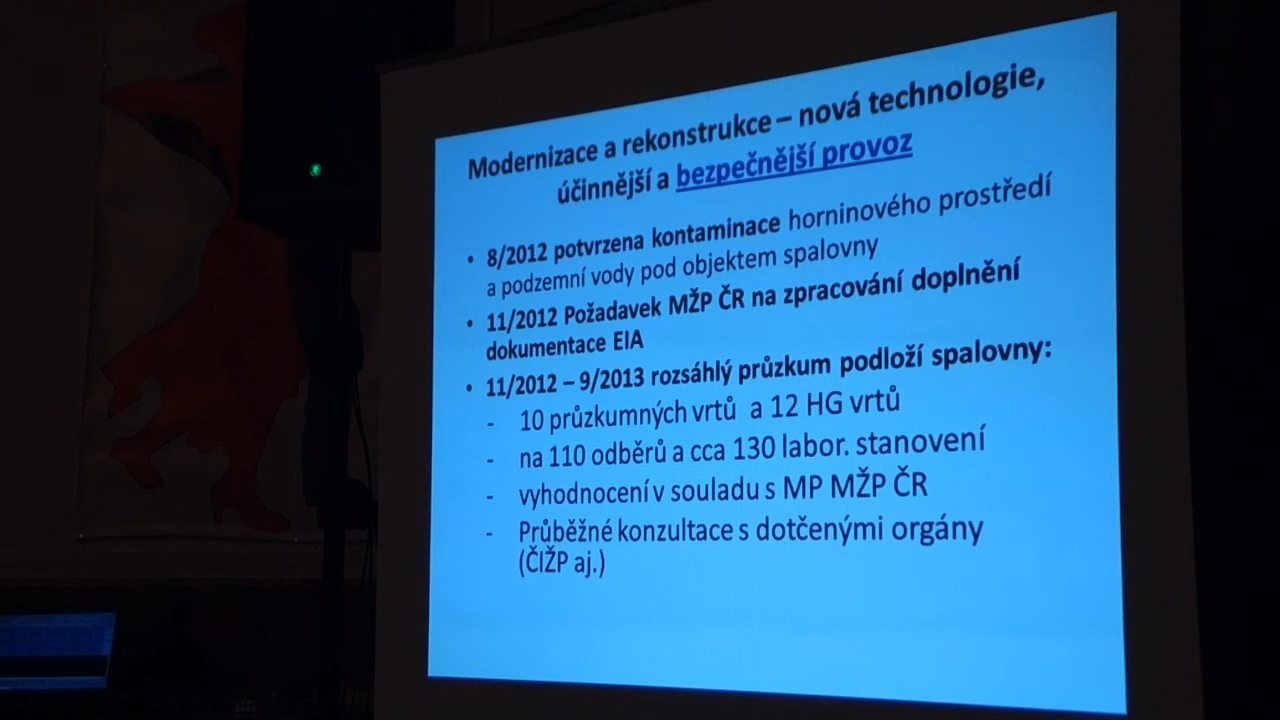 Modernizace a rekonstrukce – nová technologie,
účinnější a bezpečnější provoz
• 8/2012 potvrzena kontaminace horninového prostředí
a podzemní vody pod objektem spalovny
• 11/2012 Požadavek MŽP ČR na zpracování doplnění
dokumentace EIA
• 11/2012 – 9/2013 rozsáhlý průzkum podloží spalovny:
- 10 průzkumných vrtů a 12 HG vrtů
- na 110 odběrů a cca 130 labor. stanovení
- vyhodnocení v souladu s MP MŽP ČR
- Průběžné konzultace s dotčenými orgány
(ČIŽP aj.)